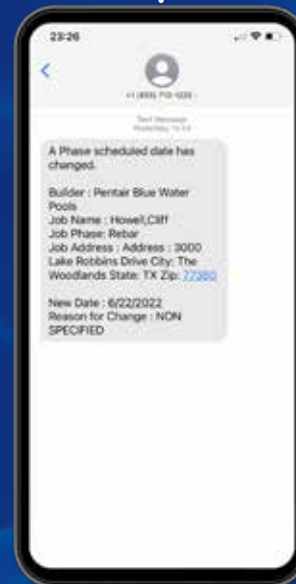 23:26
Text Message
A Phase scheduled date has
changed.
Builder : Pentair Blue Water
Pools
Job Name : Howell,Cliff
Job Phase: Rebar
Job Address : Address : 3000
Lake Robbins Drive City: The
Woodlands State: TX Zip: 77380
New Date : 6/22/2022
Reason for Change : NON
SPECIFIED